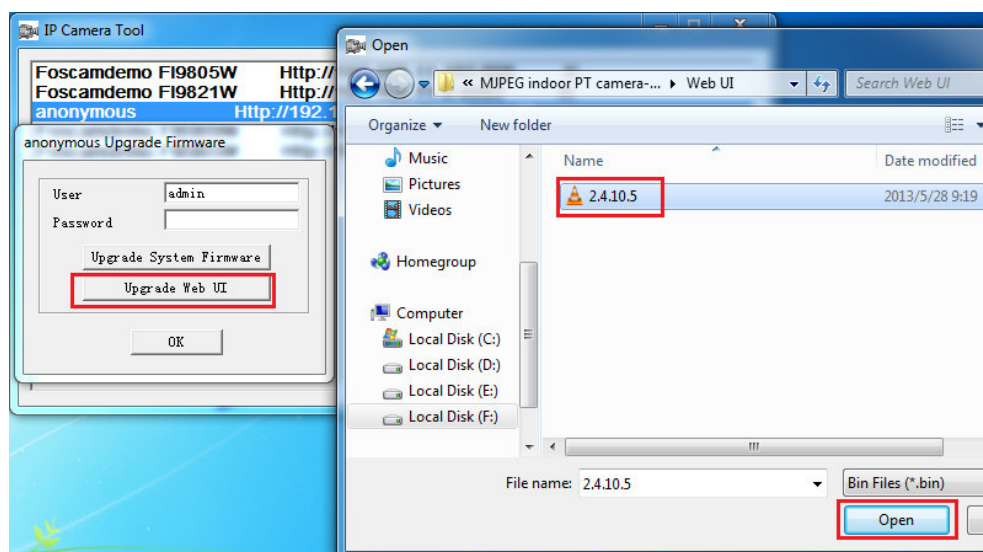 IP Camera Tool
Foscamdemo FI9805W Http://
Foscamdemo FI9821W Http://
anonymous Http://192.1
anonymous Upgrade Firmware
User admin
Password
Upgrade System Firmware
Upgrade Web UI
OK
Open
« MJPEG indoor PT camera-... Web UI
Search Web UI
Organize New folder
Music
Pictures
Videos
Homegroup
Computer
Local Disk (C:)
Local Disk (D:)
Local Disk (E:)
Local Disk (F:)
Name Date modified
2.4.10.5 2013/5/28 9:19
File name: 2.4.10.5 Bin Files (*.bin)
Open